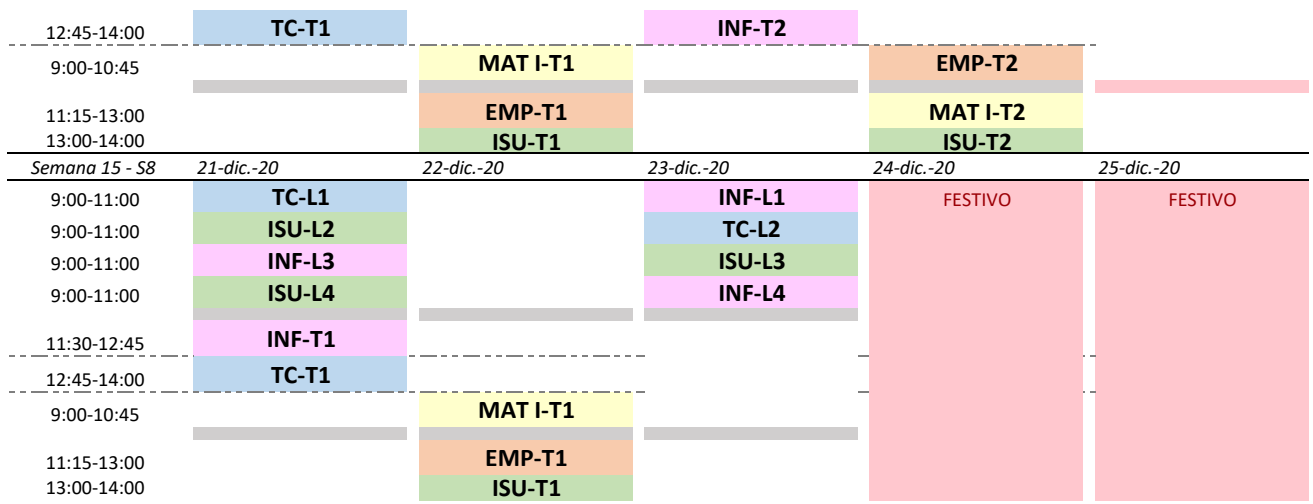 12:45-14:00 TC-T1 INF-T2
9:00-10:45 MAT I-T1 EMP-T2
11:15-13:00 EMP-T1 MAT I-T2
13:00-14:00 ISU-T1 ISU-T2
Semana 15 - S8 21-dic.-20 22-dic.-20 23-dic.-20 24-dic.-20 25-dic.-20
9:00-11:00 TC-L1 INF-L1 FESTIVO FESTIVO
9:00-11:00 ISU-L2 TC-L2
9:00-11:00 INF-L3 ISU-L3
9:00-11:00 ISU-L4 INF-L4
11:30-12:45 INF-T1
12:45-14:00 TC-T1
9:00-10:45 MAT I-T1
11:15-13:00 EMP-T1
13:00-14:00 ISU-T1